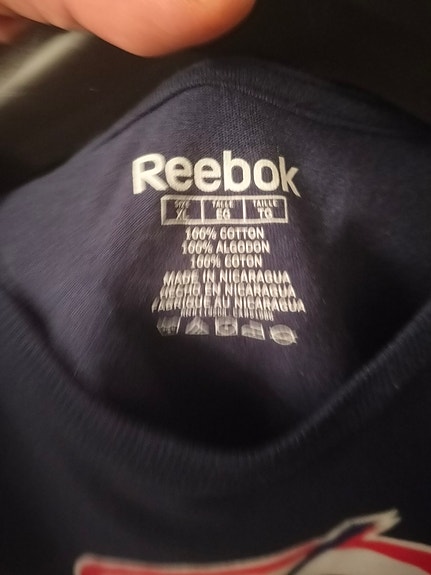 Reebok
SIZE TALLE TAILLE
XL EG TG
100% COTTON
100% ALGODON
100% COTON
MADE IN NICARAGUA
HECHO EN NICARAGUA
FABRIQUE AU NICARAGUA